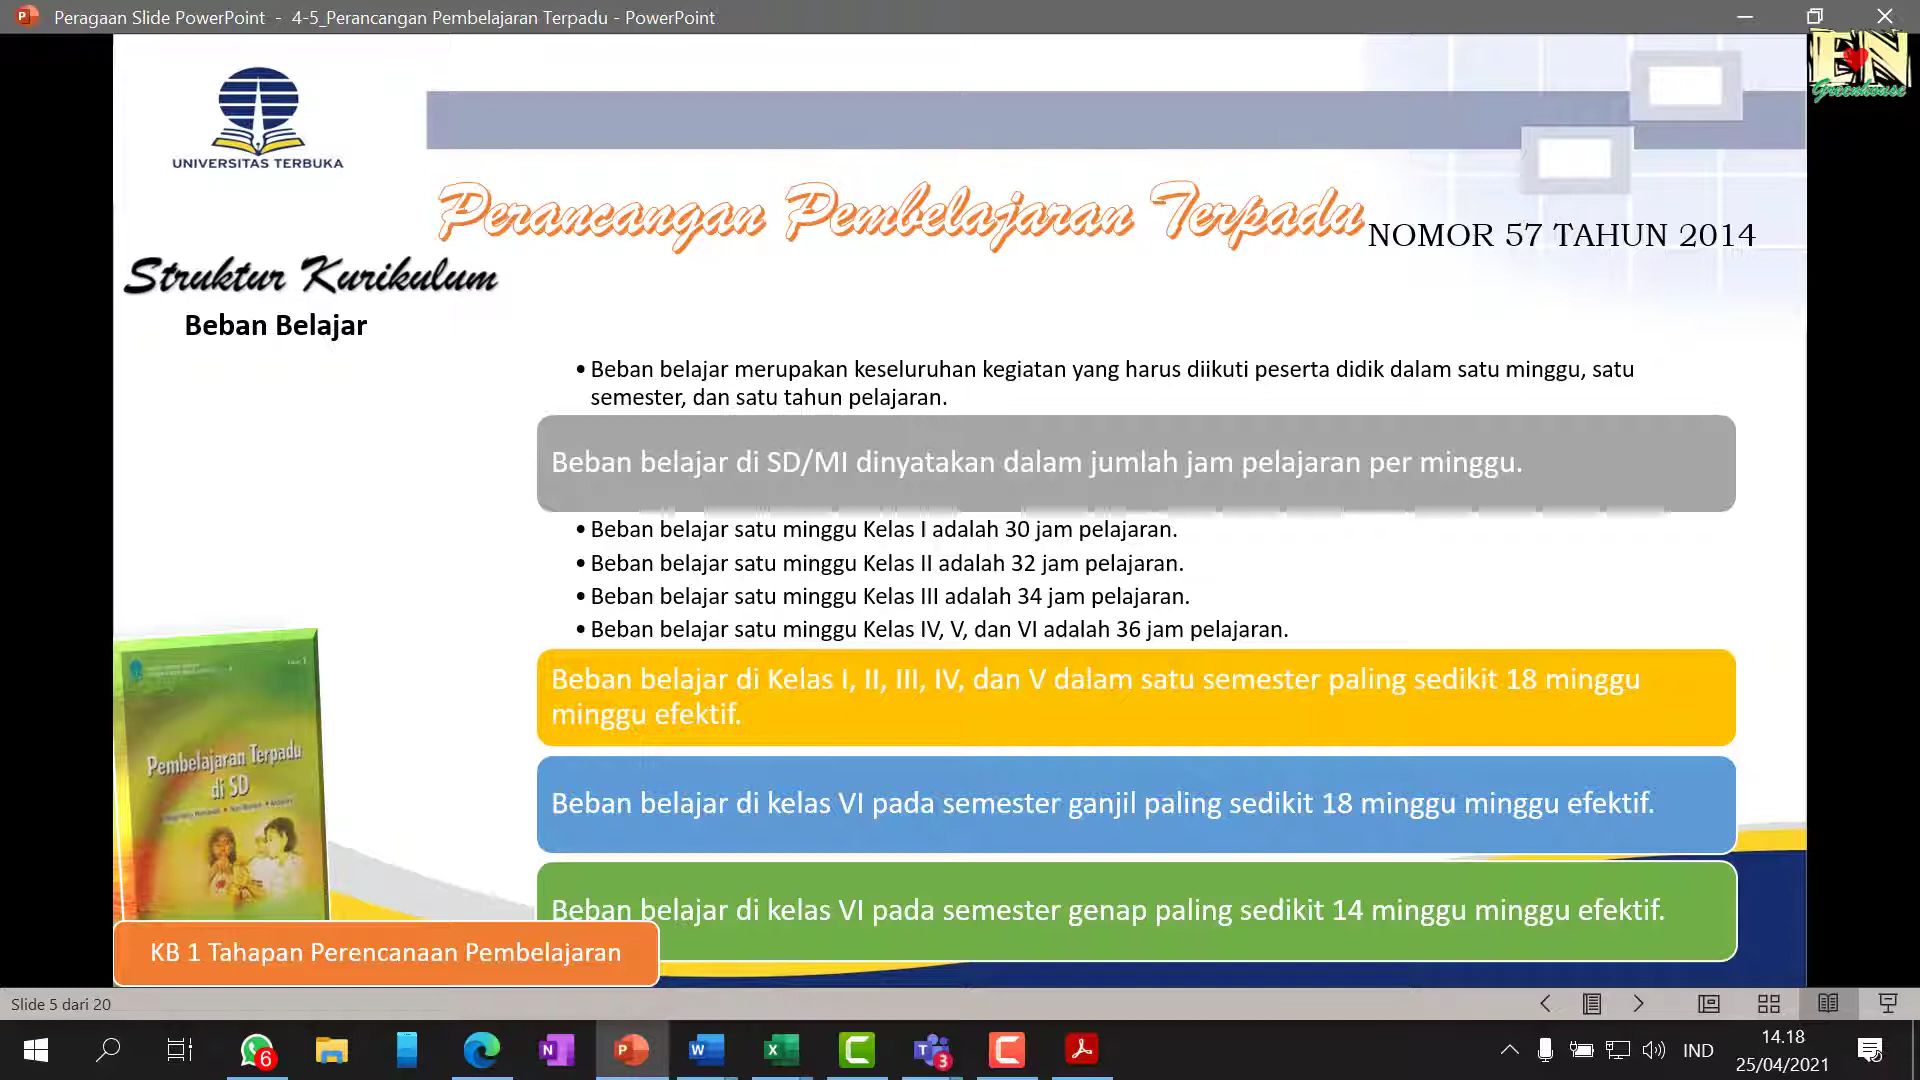 Peragaan Slide PowerPoint - 4-5_Perancangan Pembelajaran Terpadu - PowerPoint
EN
Greenhouse
UNIVERSITAS TERBUKA
Perancangan Pembelajaran Terpadu
NOMOR 57 TAHUN 2014
Struktur Kurikulum
Beban Belajar
• Beban belajar merupakan keseluruhan kegiatan yang harus diikuti peserta didik dalam satu minggu, satu
semester, dan satu tahun pelajaran.
Beban belajar di SD/MI dinyatakan dalam jumlah jam pelajaran per minggu.
• Beban belajar satu minggu Kelas I adalah 30 jam pelajaran.
• Beban belajar satu minggu Kelas II adalah 32 jam pelajaran.
• Beban belajar satu minggu Kelas III adalah 34 jam pelajaran.
• Beban belajar satu minggu Kelas IV, V, dan VI adalah 36 jam pelajaran.
Beban belajar di Kelas I, II, III, IV, dan V dalam satu semester paling sedikit 18 minggu
minggu efektif.
Beban belajar di kelas VI pada semester ganjil paling sedikit 18 minggu minggu efektif.
Beban belajar di kelas VI pada semester genap paling sedikit 14 minggu minggu efektif.
Pembelajaran Terpadu
di SD
KB 1 Tahapan Perencanaan Pembelajaran
Slide 5 dari 20
6
3
IND
14.18
25/04/2021